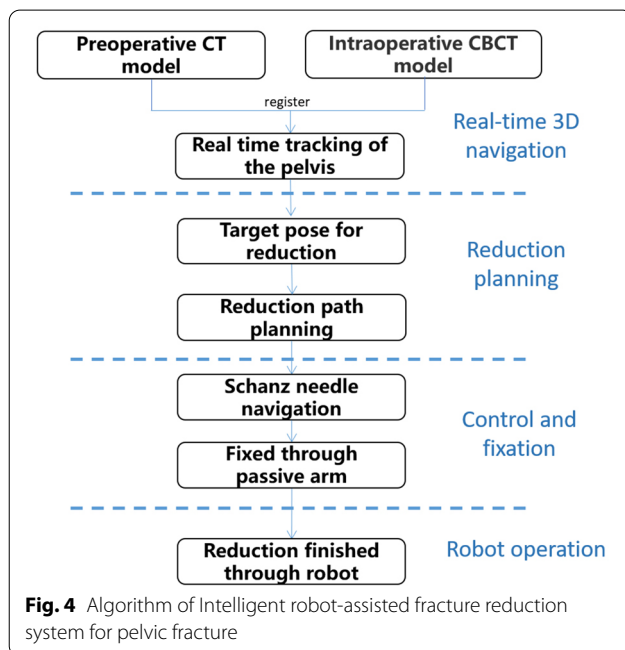 Preoperative CT
model
Intraoperative CBCT
model
register
Real time tracking of
the pelvis
Real-time 3D
navigation
Target pose for
reduction
Reduction path
planning
Reduction
planning
Schanz needle
navigation
Fixed through
passive arm
Control and
fixation
Reduction finished
through robot
Robot operation
Fig. 4 Algorithm of Intelligent robot-assisted fracture reduction
system for pelvic fracture